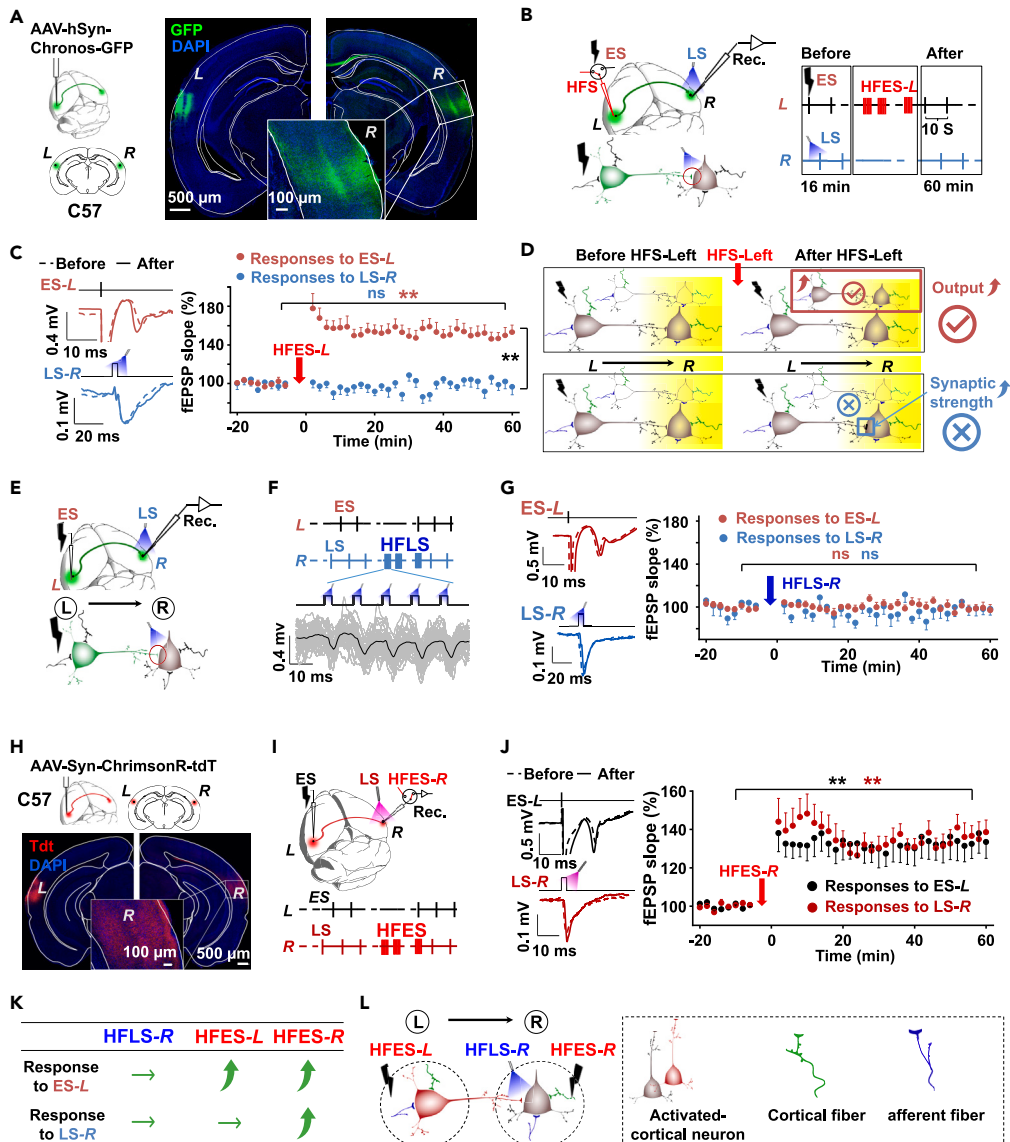 A
AAV-hSyn-
Chronos-GFP
L
R
C57
GFP
DAPI
L
R
R
500 μm
100 μm
B
ES
HFS
LS
Rec.
L
R
Before
After
ES
HFES-L
L
10 S
LS
R
16 min
60 min
C
Before
After
ES-L
0.4 mV
10 ms
LS-R
0.1 mV
20 ms
Responses to ES-L
Responses to LS-R
ns
**
**
HFES-L
fEPSP slope (%)
180
140
100
-20
0
20
40
60
Time (min)
D
Before HFS-Left
HFS-Left
After HFS-Left
Output
L
R
L
R
Synaptic
strength
E
ES
LS
Rec.
L
R
L
R
F
ES
L
LS
HFLS
R
0.4 mV
10 ms
G
ES-L
0.5 mV
10 ms
LS-R
0.1 mV
20 ms
Responses to ES-L
Responses to LS-R
ns
ns
HFLS-R
fEPSP slope (%)
180
140
100
-20
0
20
40
60
Time (min)
H
AAV-Syn-ChrimsonR-tdT
C57
L
R
Tdt
DAPI
L
R
R
100 μm
500 μm
I
ES
LS
HFES-R
Rec.
L
R
ES
L
LS
HFES
R
J
Before
After
ES-L
0.5 mV
10 ms
LS-R
0.1 mV
10 ms
**
**
HFES-R
Responses to ES-L
Responses to LS-R
fEPSP slope (%)
160
140
120
100
-20
0
20
40
60
Time (min)
K
HFLS-R
HFES-L
HFES-R
Response
to ES-L
→
Response
to LS-R
→
→
L
L
R
HFES-L
HFLS-R
HFES-R
Activated-
cortical neuron
Cortical fiber
afferent fiber